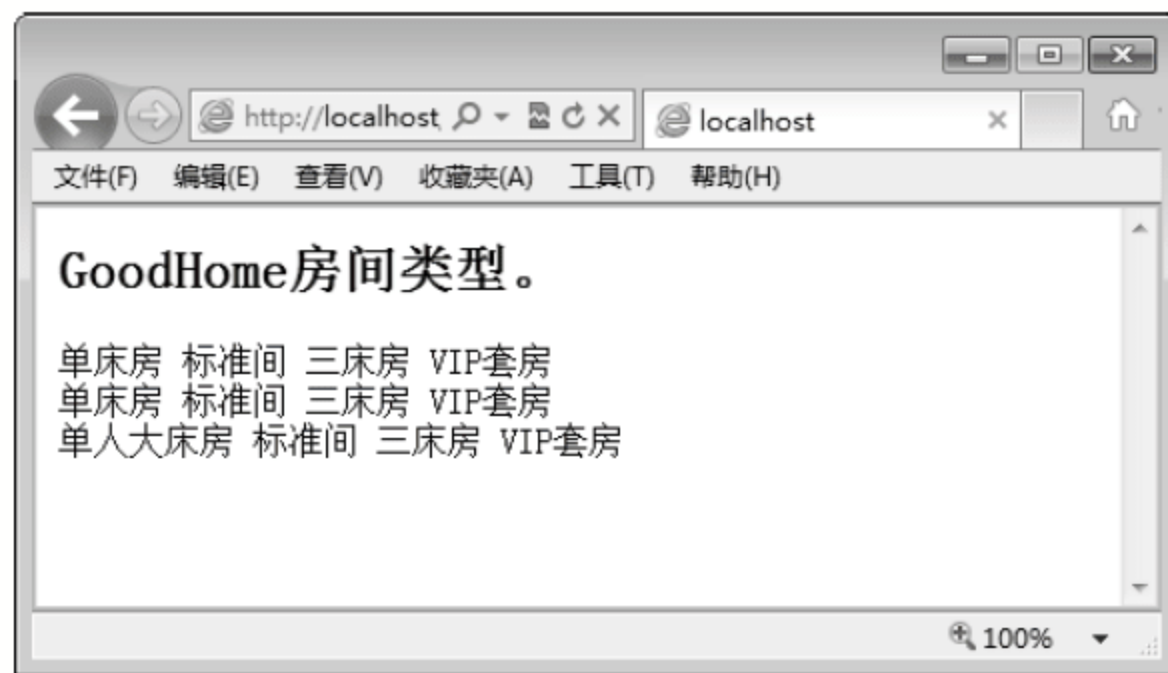 http://localhost
localhost
文件(F) 编辑(E) 查看(V) 收藏夹(A) 工具(T) 帮助(H)
GoodHome房间类型。
单床房 标准间 三床房 VIP套房
单床房 标准间 三床房 VIP套房
单人大床房 标准间 三床房 VIP套房
100%